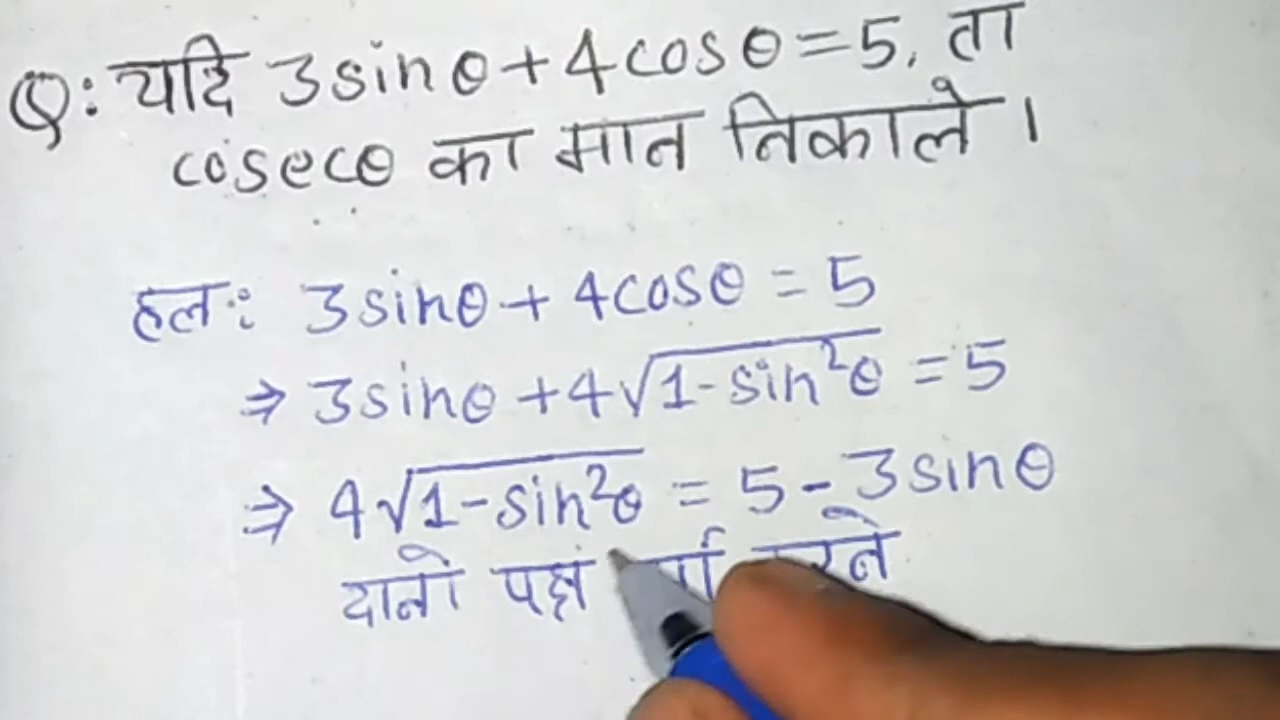 Q: यदि 3sinθ+4cosθ=5, ता
cosecθ का मान निकाले ।
हल: 3sinθ+ 4cosθ = 5
⇒ 3sinθ +4√1-sin²θ = 5
⇒ 4√1-sin²θ = 5-3sinθ
दानो पक्ष करने